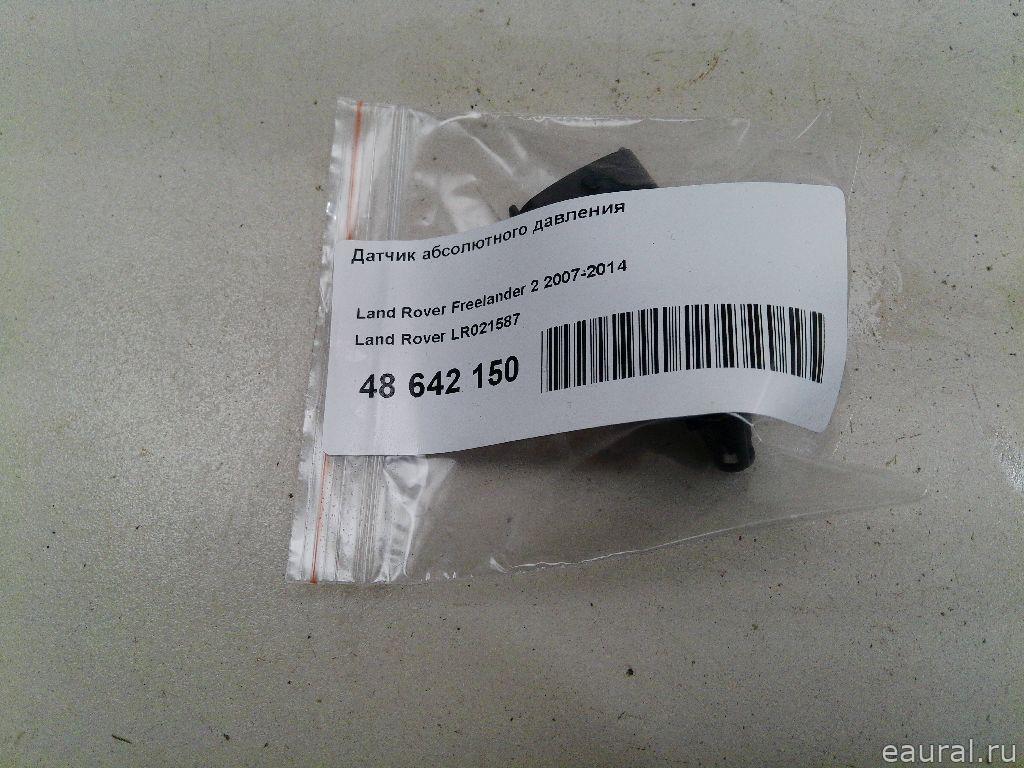 Датчик абсолютного давления
Land Rover Freelander 2 2007-2014
Land Rover LR021587
48 642 150
eaural.ru